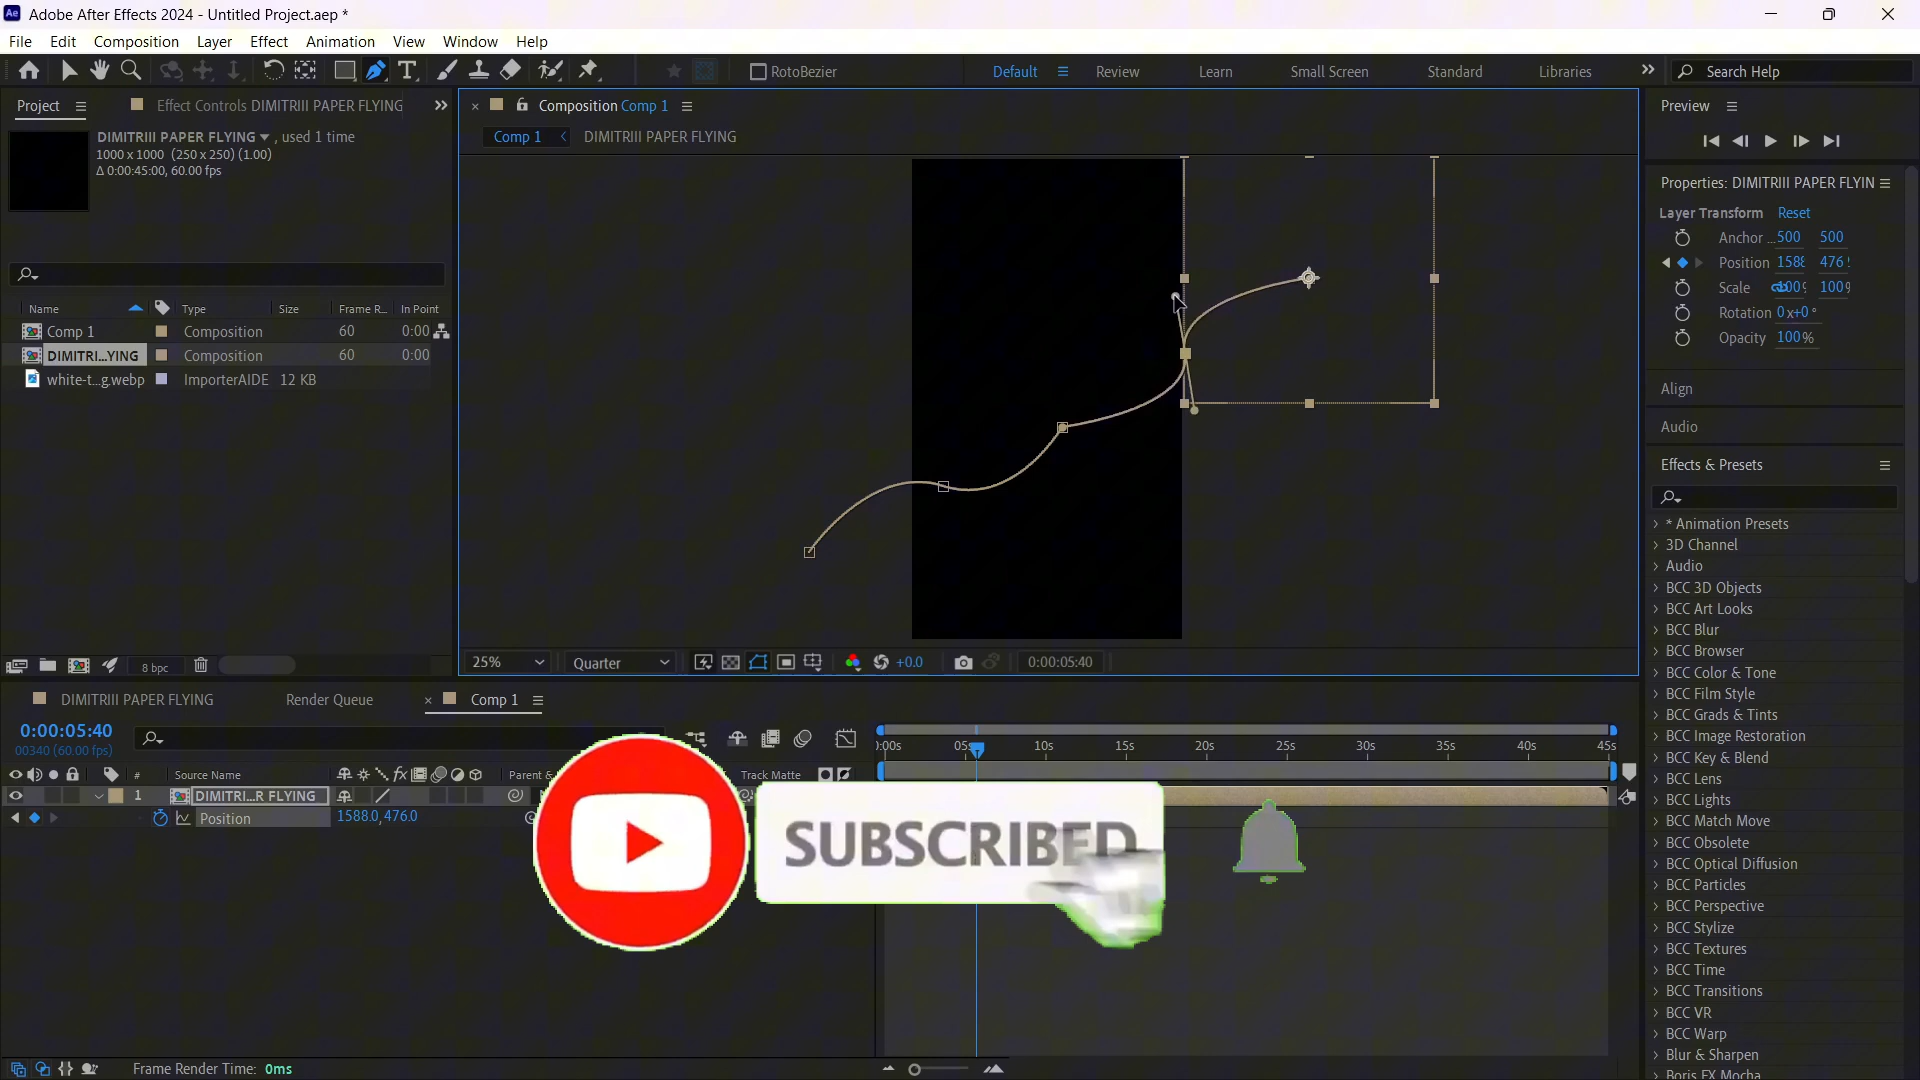 Adobe After Effects 2024 - Untitled Project.aep *
File Edit Composition Layer Effect Animation View Window Help
RotoBezier
Default Review Learn Small Screen Standard Libraries
Search Help
Project Effect Controls DIMITRIII PAPER FLYING
DIMITRIII PAPER FLYING , used 1 time
1000 x 1000 (250 x 250) (1.00)
Δ 0:00:45:00, 60.00 fps
Name Type Size Frame R... In Point
Comp 1 Composition 60 0:00
DIMITRI...YING Composition 60 0:00
white-t...g.webp ImporterAIDE 12 KB
8 bpc
Composition Comp 1
Comp 1 DIMITRIII PAPER FLYING
25% Quarter +0.0 0:00:05:40
Preview
Properties: DIMITRIII PAPER FLYIN
Layer Transform Reset
Anchor ... 500 500
Position 158 476
Scale 100 100
Rotation 0x+0°
Opacity 100%
Align
Audio
Effects & Presets
* Animation Presets
3D Channel
Audio
BCC 3D Objects
BCC Art Looks
BCC Blur
BCC Browser
BCC Color & Tone
BCC Film Style
BCC Grads & Tints
BCC Image Restoration
BCC Key & Blend
BCC Lens
BCC Lights
BCC Match Move
BCC Obsolete
BCC Optical Diffusion
BCC Particles
BCC Perspective
BCC Stylize
BCC Textures
BCC Time
BCC Transitions
BCC VR
BCC Warp
Blur & Sharpen
Boris FX Mocha
DIMITRIII PAPER FLYING Render Queue Comp 1
0:00:05:40
00340 (60.00 fps)
:00s 05s 10s 15s 20s 25s 30s 35s 40s 45s
# Source Name Parent & Track Matte
1 DIMITRI...R FLYING
Position 1588.0,476.0
SUBSCRIBED
Frame Render Time: 0ms